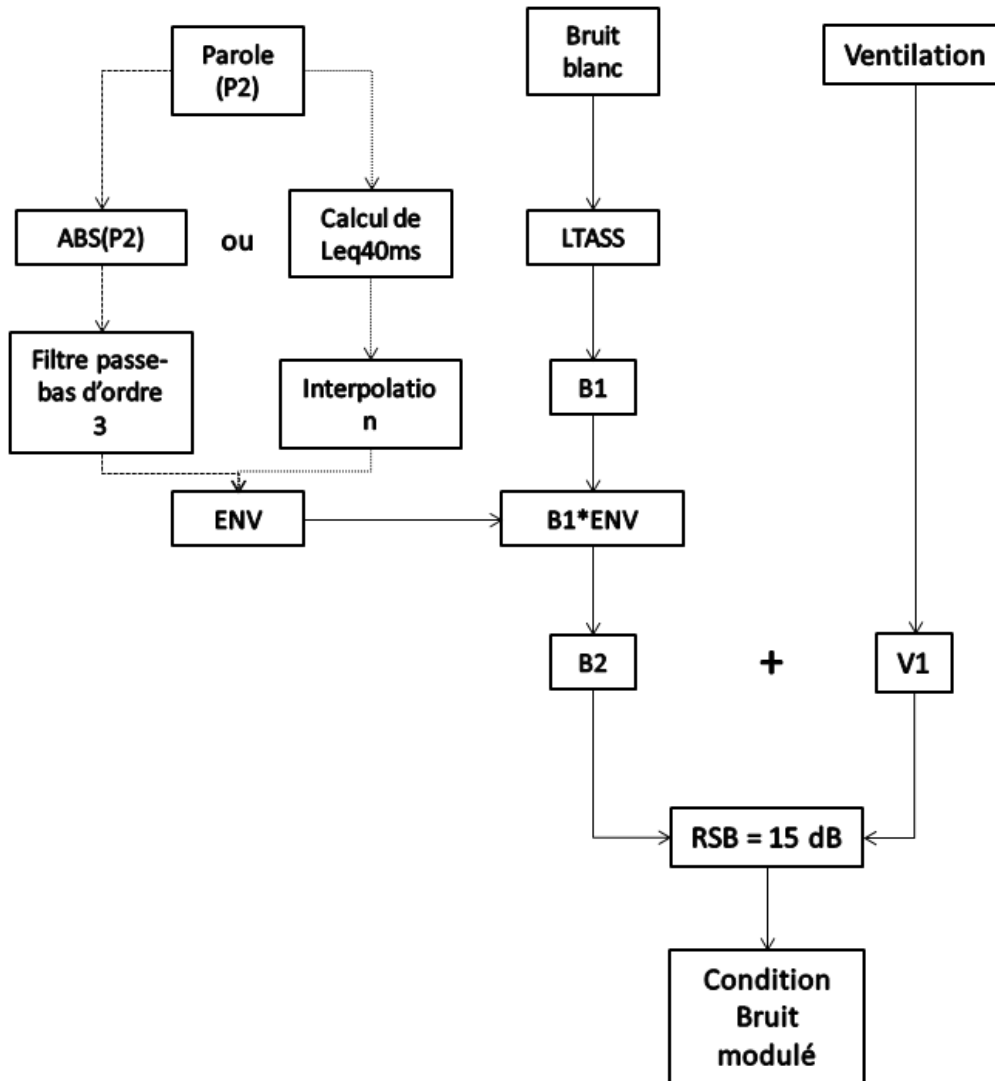 Parole
(P2)
Bruit
blanc
Ventilation
ABS(P2)
ou
Calcul de
Leq40ms
LTASS
Filtre passe-
bas d'ordre
3
Interpolatio
n
B1
ENV
B1*ENV
B2
+
V1
RSB = 15 dB
Condition
Bruit
modulé